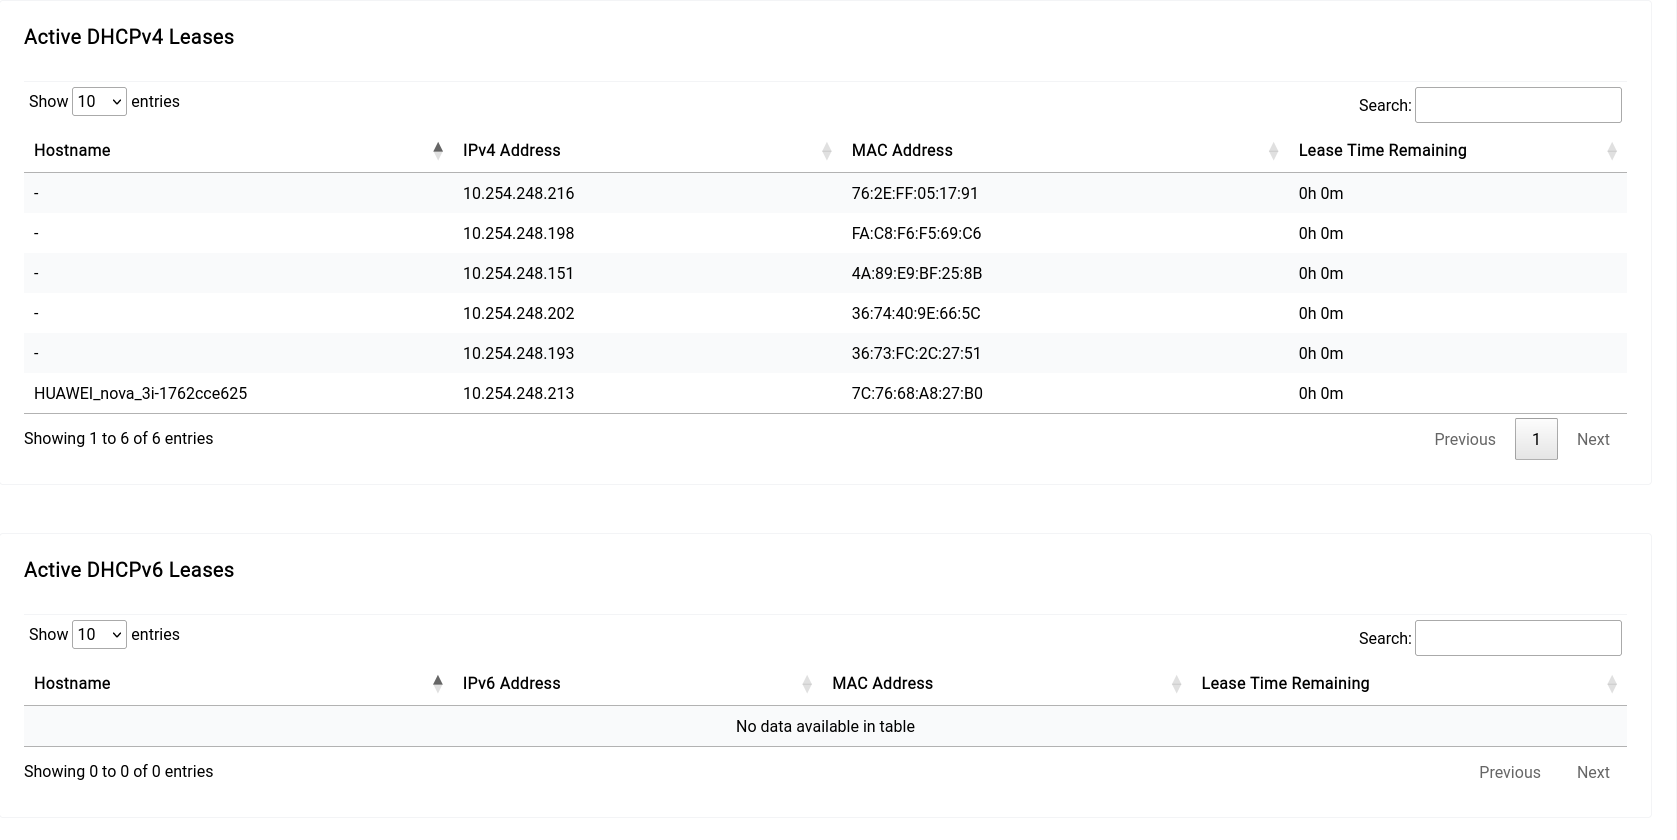 Active DHCPv4 Leases
Show 10 entries Search:
Hostname IPv4 Address MAC Address Lease Time Remaining
- 10.254.248.216 76:2E:FF:05:17:91 0h 0m
- 10.254.248.198 FA:C8:F6:F5:69:C6 0h 0m
- 10.254.248.151 4A:89:E9:BF:25:8B 0h 0m
- 10.254.248.202 36:74:40:9E:66:5C 0h 0m
- 10.254.248.193 36:73:FC:2C:27:51 0h 0m
HUAWEI_nova_3i-1762cce625 10.254.248.213 7C:76:68:A8:27:B0 0h 0m
Showing 1 to 6 of 6 entries Previous 1 Next
Active DHCPv6 Leases
Show 10 entries Search:
Hostname IPv6 Address MAC Address Lease Time Remaining
No data available in table
Showing 0 to 0 of 0 entries Previous Next